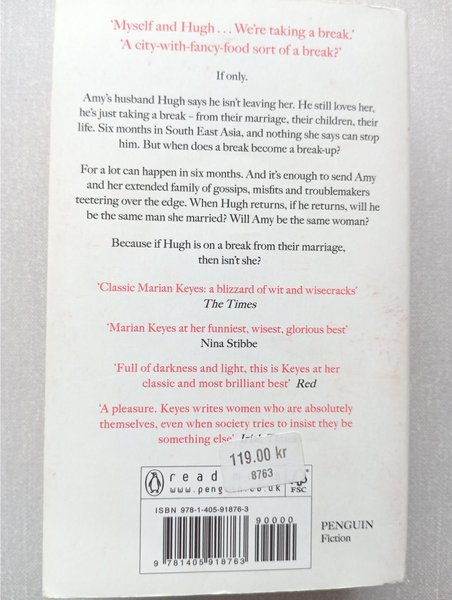 'Myself and Hugh . . . We're taking a break.'
'A city-with-fancy-food sort of a break?'
If only.
Amy's husband Hugh says he isn't leaving her. He still loves her,
he's just taking a break – from their marriage, their children, their
life. Six months in South East Asia, and nothing she says can stop
him. But when does a break become a break-up?
For a lot can happen in six months. And it's enough to send Amy
and her extended family of gossips, misfits and troublemakers
teetering over the edge. When Hugh returns, if he returns, will he
be the same man she married? Will Amy be the same woman?
Because if Hugh is on a break from their marriage,
then isn't she?
'Classic Marian Keyes: a blizzard of wit and wisecracks'
The Times
'Marian Keyes at her funniest, wisest, glorious best'
Nina Stibbe
'Full of darkness and light, this is Keyes at her
classic and most brilliant best' Red
'A pleasure. Keyes writes women who are absolutely
themselves, even when society tries to insist they be
something else'
119.00 kr
8763
read
www.pen
.co.uk
FSC
ISBN 978-1-405-91876-3
90000
9 781405 918763
PENGUIN
Fiction